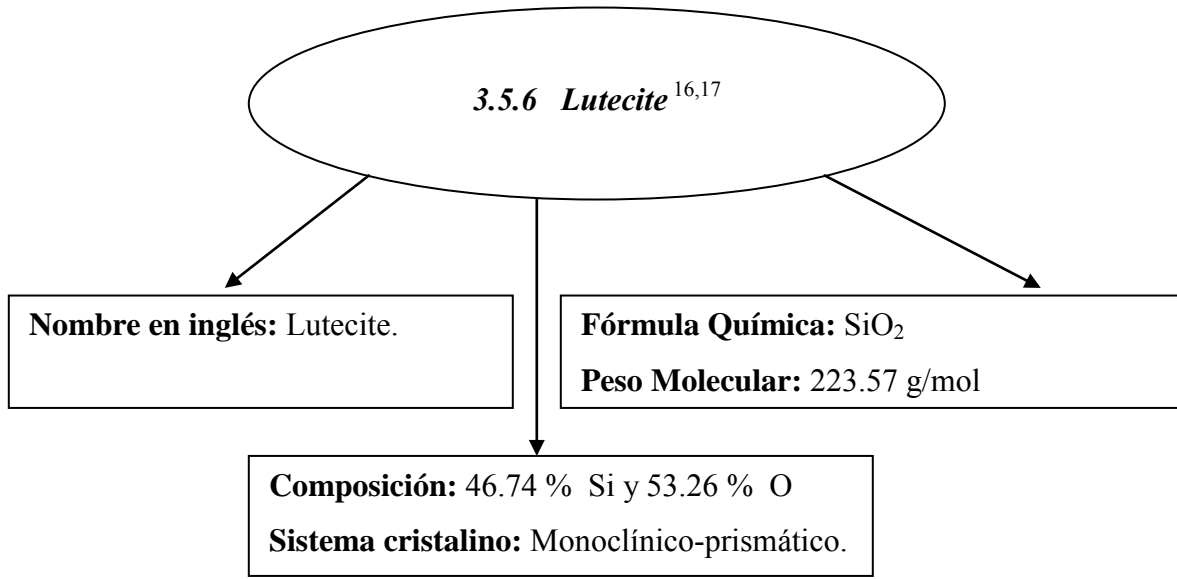 3.5.6 Lutecite 16,17
Nombre en inglés: Lutecite.
Fórmula Química: SiO₂
Peso Molecular: 223.57 g/mol
Composición: 46.74 % Si y 53.26 % O
Sistema cristalino: Monoclínico-prismático.